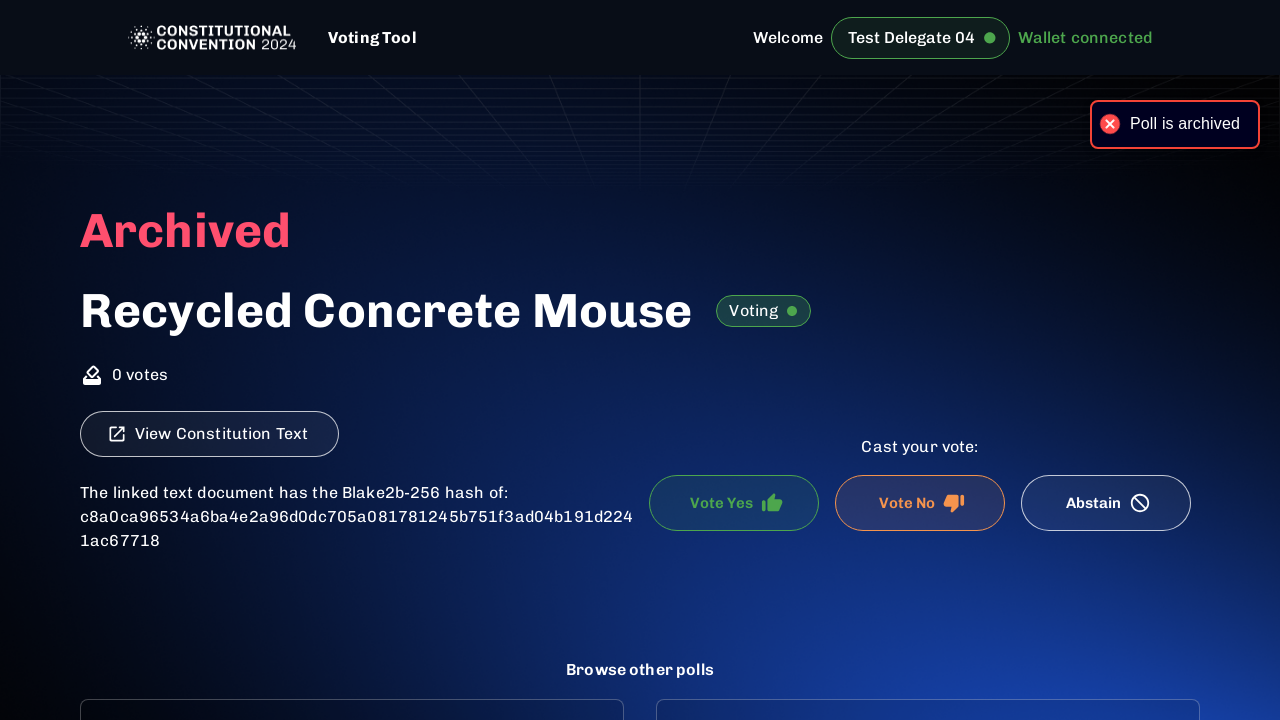 CONSTITUTIONAL
CONVENTION 2024
Voting Tool
Welcome
Test Delegate 04
Wallet connected
Poll is archived
Archived
Recycled Concrete Mouse
Voting
0 votes
View Constitution Text
The linked text document has the Blake2b-256 hash of:
c8a0ca96534a6ba4e2a96d0dc705a081781245b751f3ad04b191d224
1ac67718
Cast your vote:
Vote Yes
Vote No
Abstain
Browse other polls